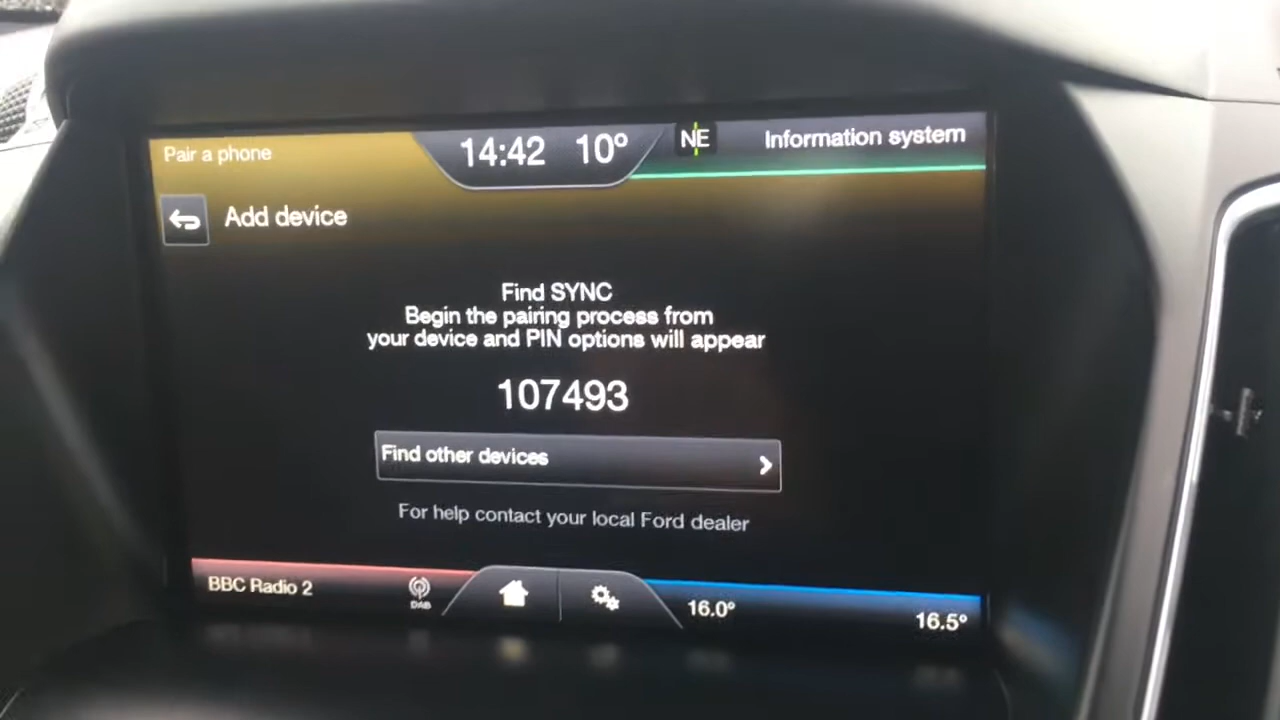 Pair a phone
14:42 10°
NE
Information system
Add device
Find SYNC
Begin the pairing process from
your device and PIN options will appear
107493
Find other devices
For help contact your local Ford dealer
BBC Radio 2
DAB
16.0°
16.5°